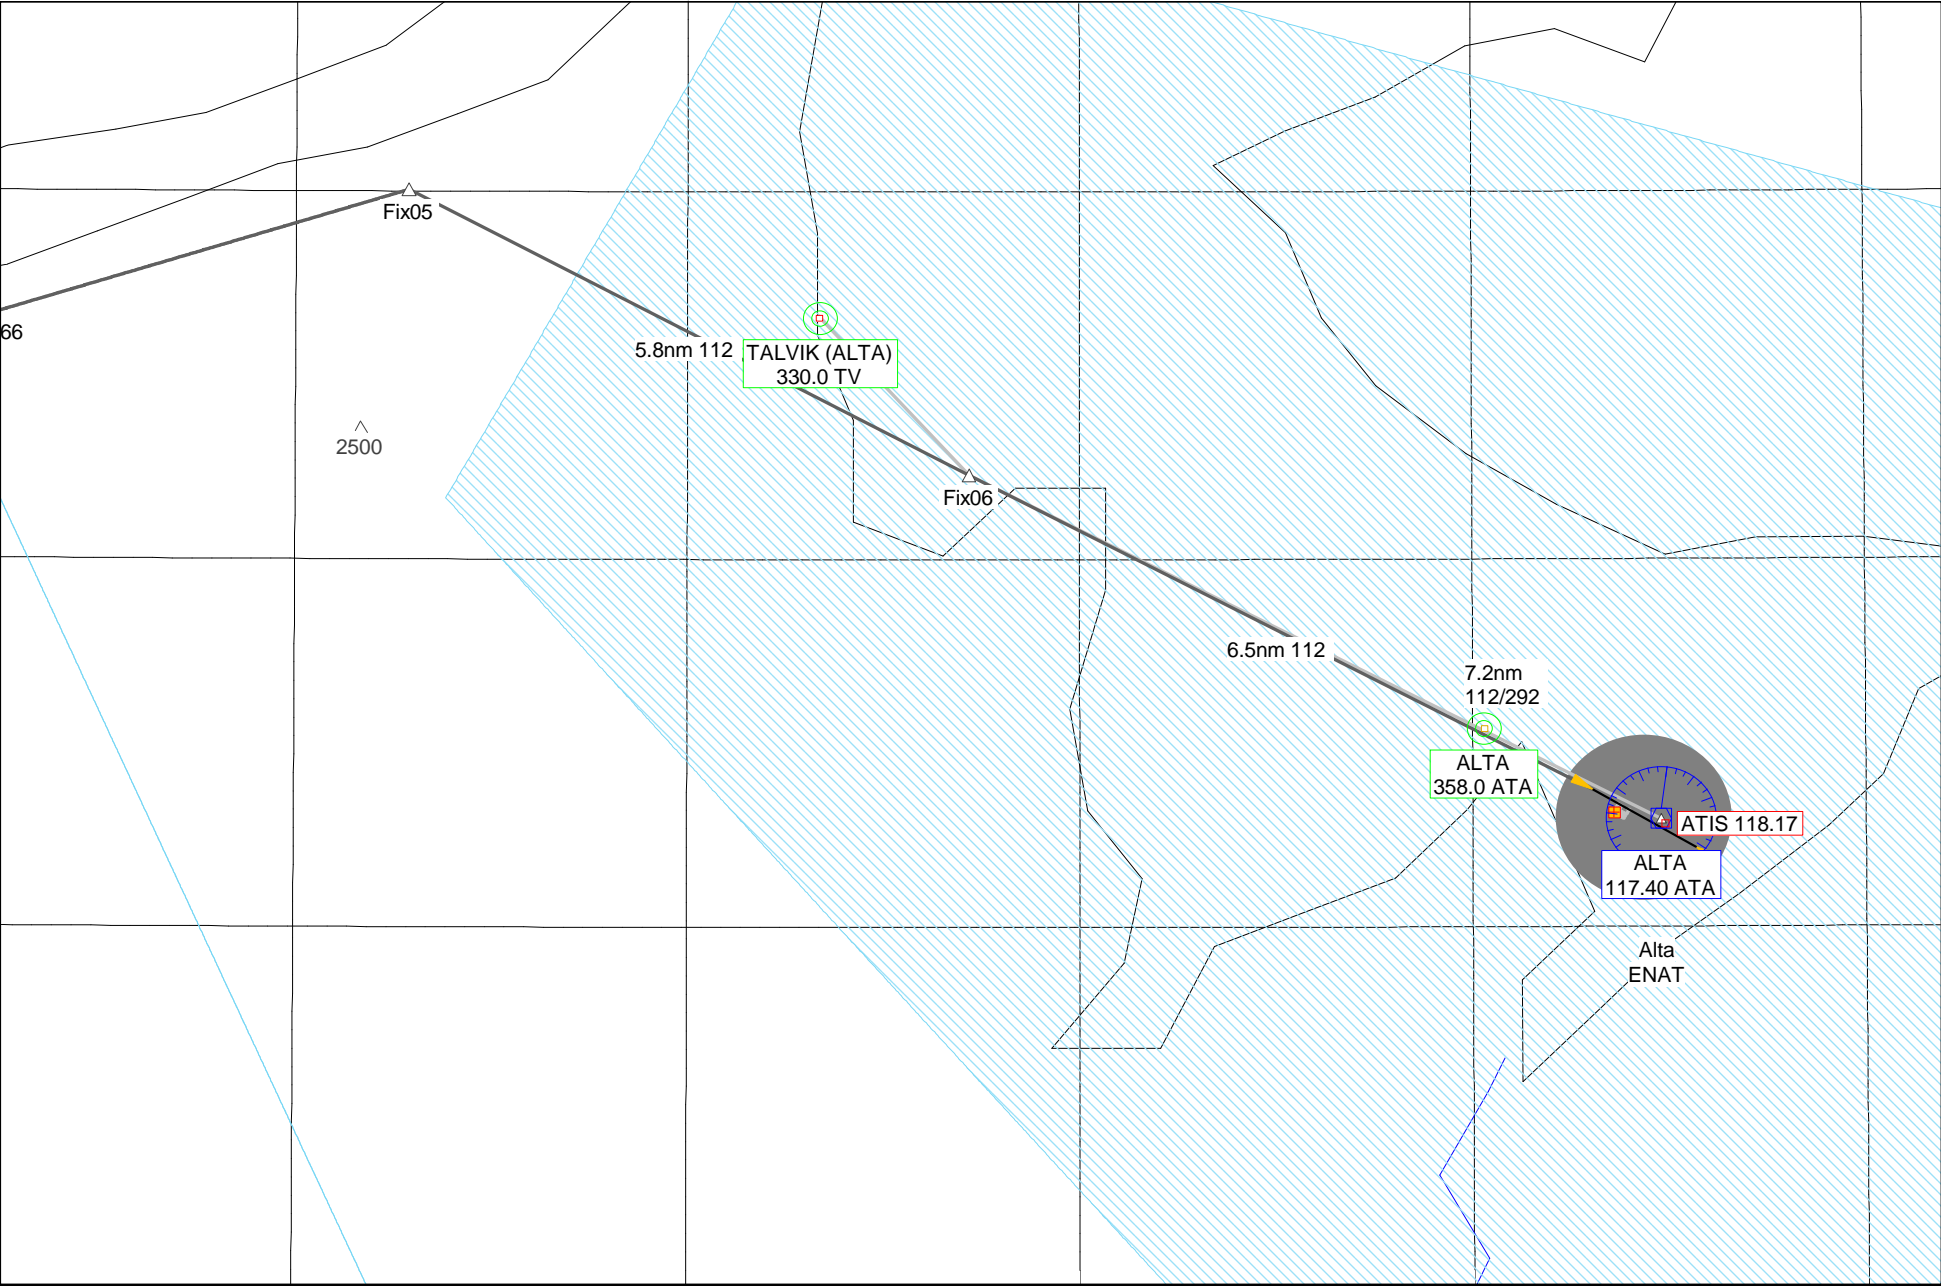 Fix05
66
5.8nm 112
TALVIK (ALTA)
330.0 TV
2500
Fix06
6.5nm 112
7.2nm
112/292
ALTA
358.0 ATA
ATIS 118.17
ALTA
117.40 ATA
Alta
ENAT